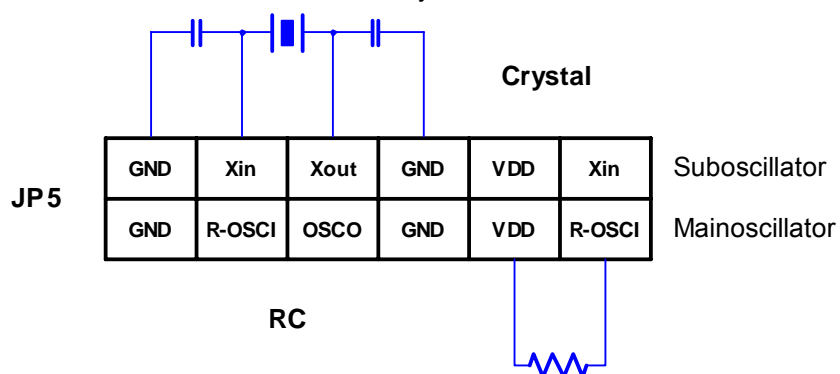 Crystal
GND Xin Xout GND VDD Xin Suboscillator
JP5
GND R-OSCI OSCO GND VDD R-OSCI Mainoscillator
RC